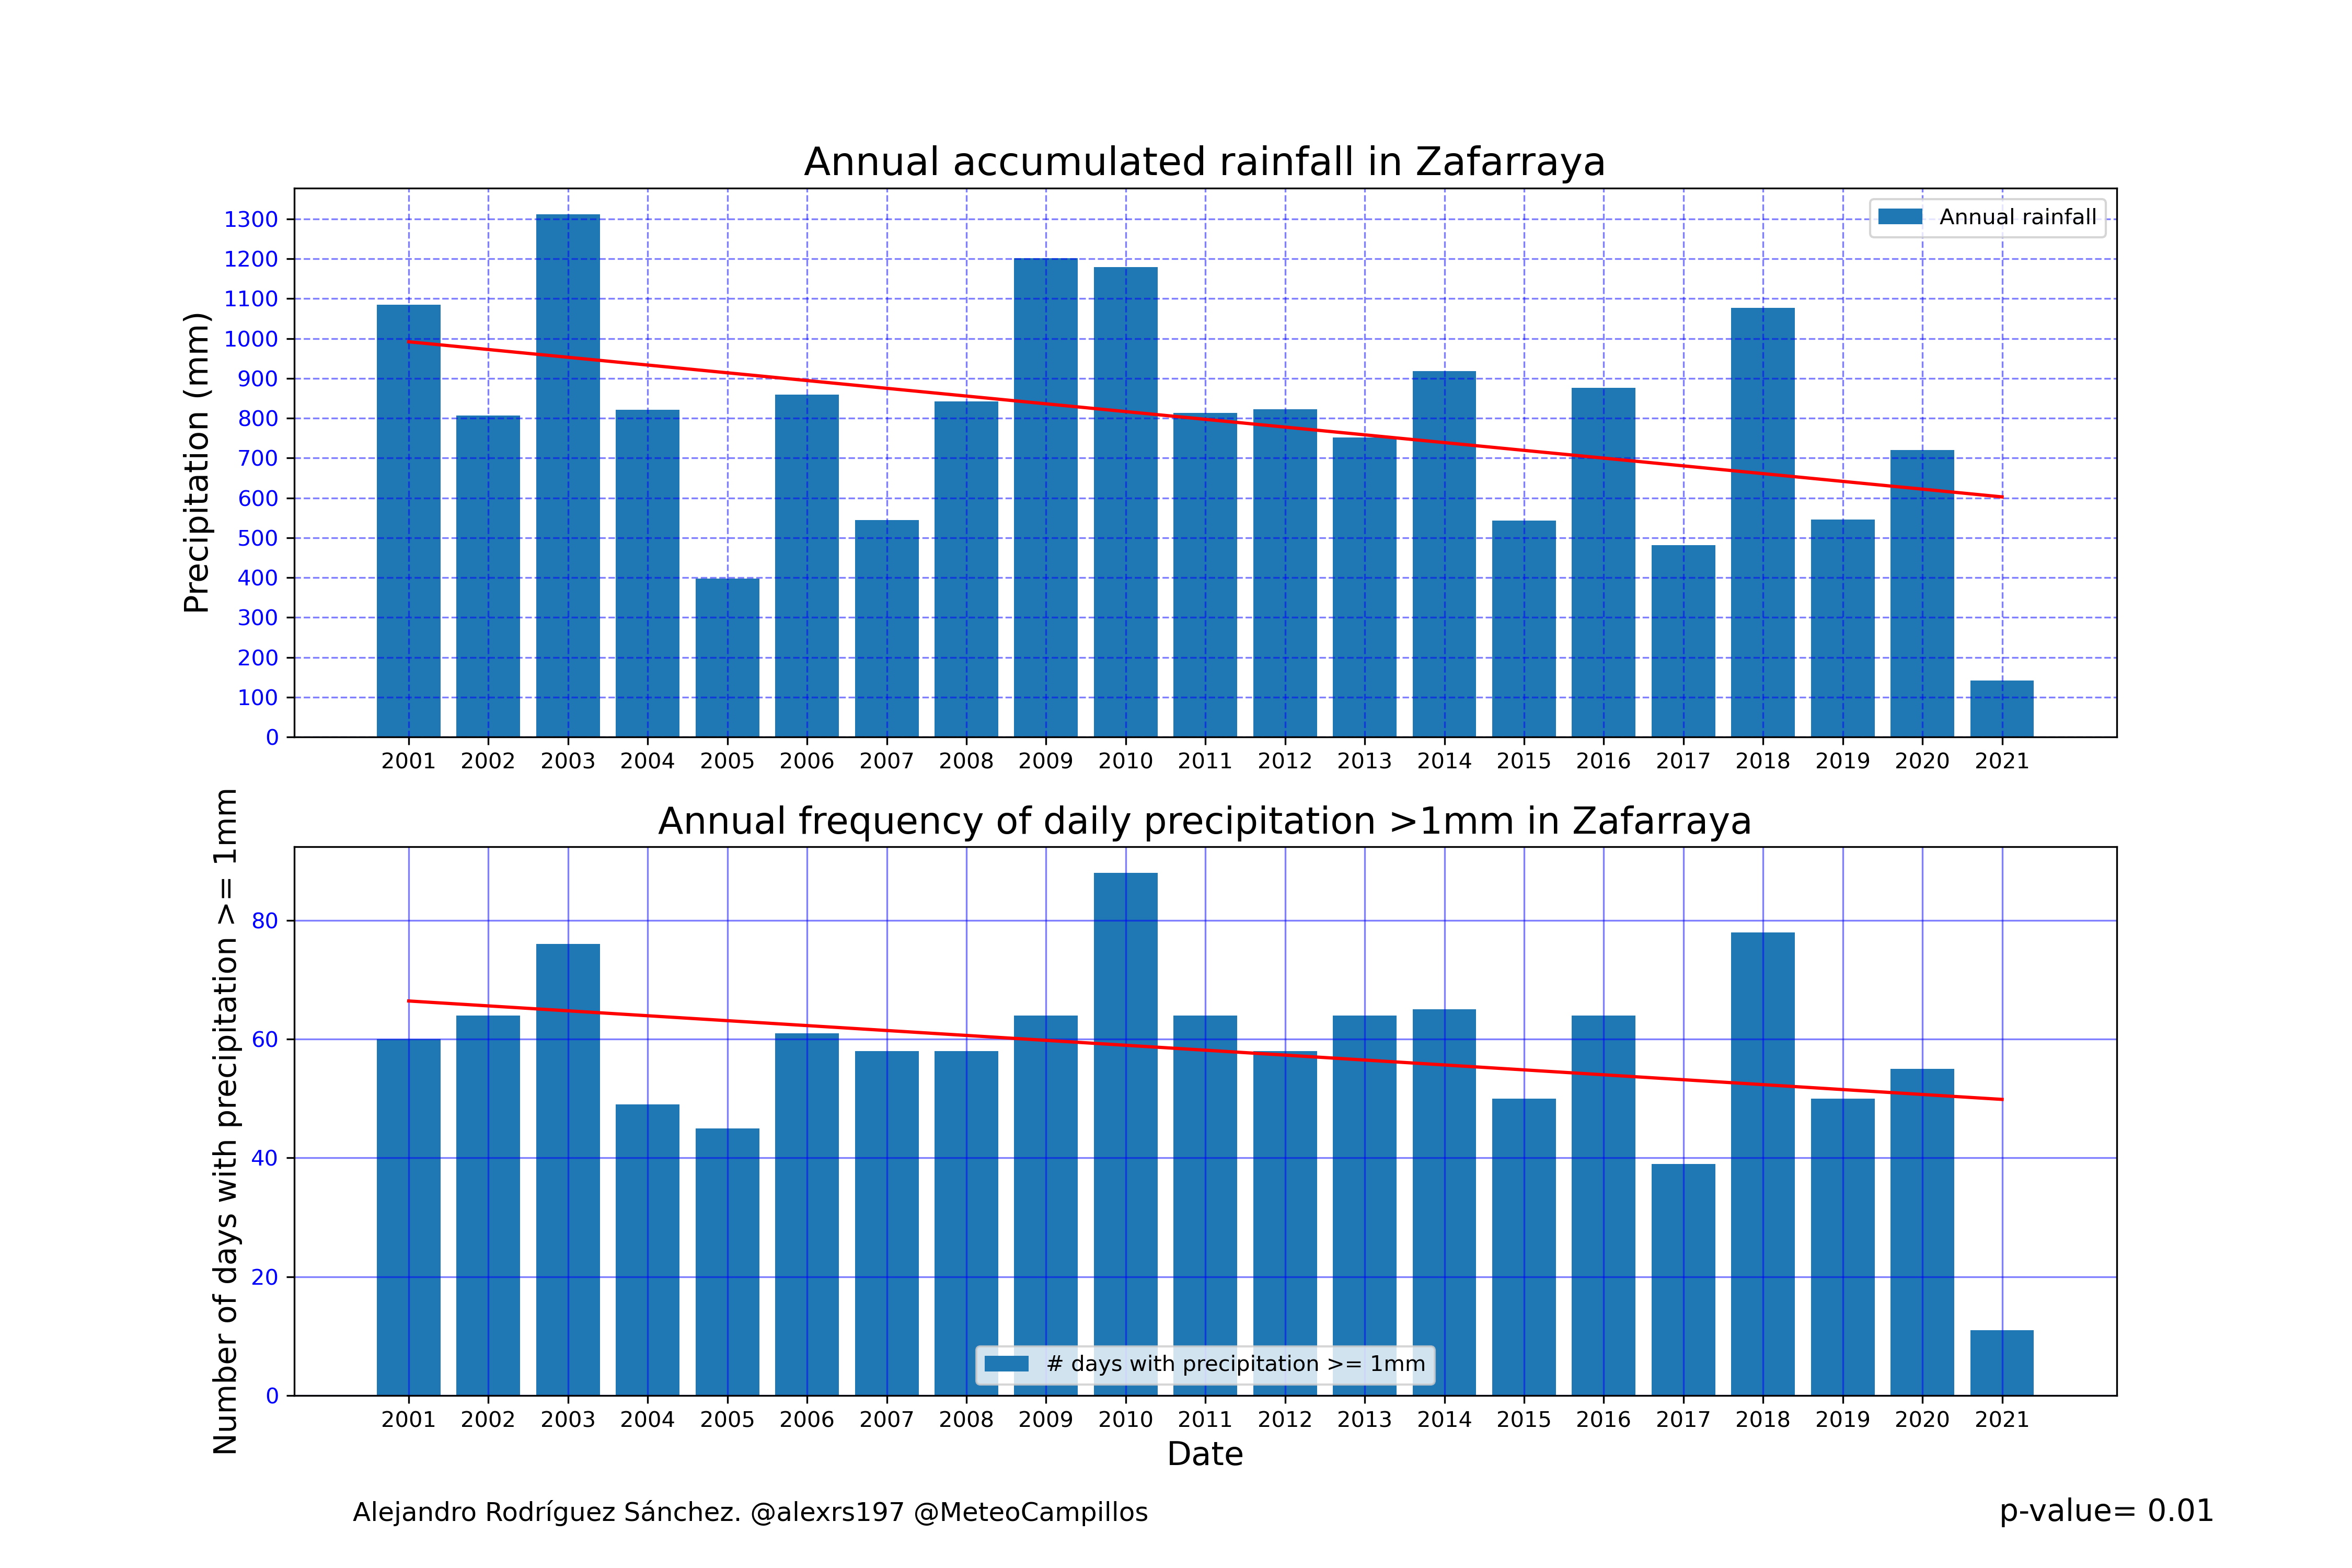 Annual accumulated rainfall in Zafarraya
Precipitation (mm)
1300
1200
1100
1000
900
800
700
600
500
400
300
200
100
0
Annual rainfall
2001 2002 2003 2004 2005 2006 2007 2008 2009 2010 2011 2012 2013 2014 2015 2016 2017 2018 2019 2020 2021
Annual frequency of daily precipitation >1mm in Zafarraya
Number of days with precipitation >= 1mm
80
60
40
20
0
# days with precipitation >= 1mm
2001 2002 2003 2004 2005 2006 2007 2008 2009 2010 2011 2012 2013 2014 2015 2016 2017 2018 2019 2020 2021
Date
Alejandro Rodríguez Sánchez. @alexrs197 @MeteoCampillos
p-value= 0.01